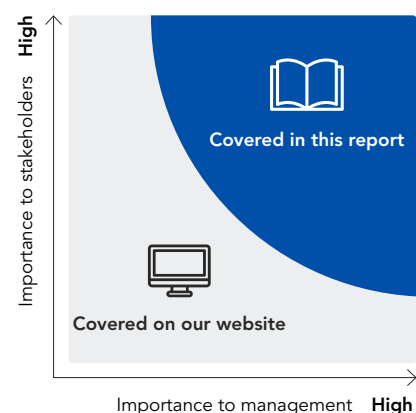 Importance to stakeholders High
Covered in this report
Covered on our website
Importance to management High